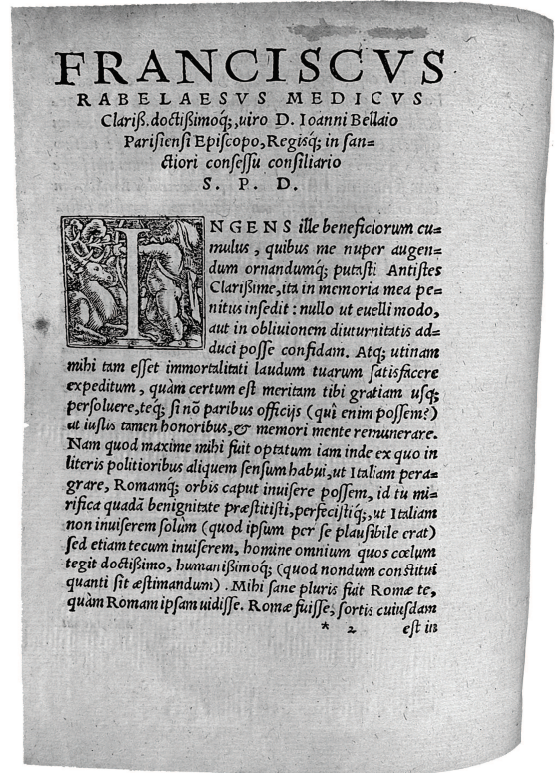 FRANCISCVS
RABELAESVS MEDICVS
Clariß. doctißimoq́;, uiro D. Ioanni Bellaio
Parisiensi Episcopo, Regisq́; in san=
ctiori consessu consiliario
S. P. D.
INGENS ille beneficiorum cu=
mulus, quibus me nuper augen=
dum ornandumq́; putasti Antistes
Clarißime, ita in memoria mea pe=
nitus insedit : nullo ut euelli modo,
aut in obliuionem diuturnitatis ad=
duci posse confidam. Atq; utinam
mihi tam esset immortalitati laudum tuarum satisfacere
expeditum, quàm certum est meritam tibi gratiam usq;
persoluere, teq́; si nõ paribus officijs (qui enim possem?)
at iustis tamen honoribus, & memori mente remunerare.
Nam quod maxime mihi fuit optatum iam inde ex quo in
literis politioribus aliquem sensum habui, ut Italiam pera=
grare, Romamq́; orbis caput inuisere possem, id tu mi=
rifica quadã benignitate præstitisti, perfecistiq́;, ut Italiam
non inuiserem solum (quod ipsum per se plausibile erat)
sed etiam tecum inuiserem, homine omnium quos cœlum
tegit doctißimo, humanißimoq́; (quod nondum constitui
quanti sit æstimandum) . Mihi sane pluris fuit Romæ te,
quàm Romam ipsam uidisse. Romæ fuisse, sortis cuiusdam
* 2 est in